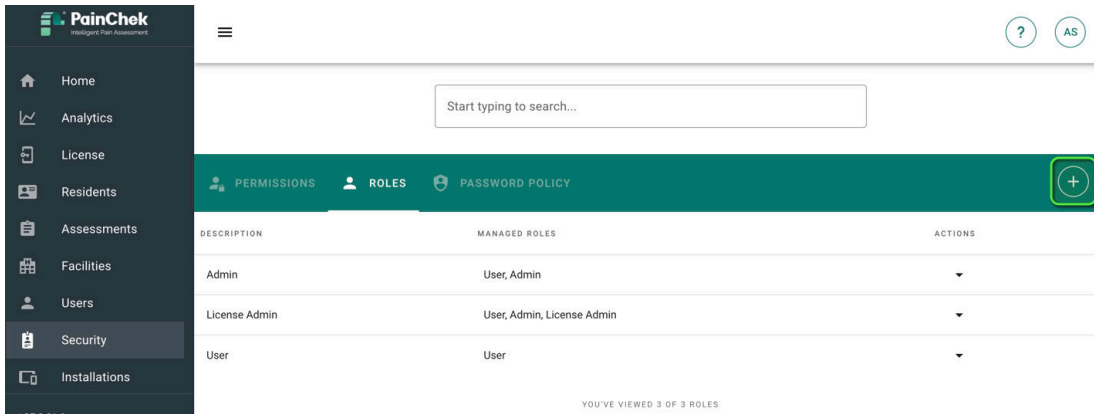 PainChek
Intelligent Pain Assessment
?
AS
Home
Analytics
License
Residents
Assessments
Facilities
Users
Security
Installations
Start typing to search...
PERMISSIONS ROLES PASSWORD POLICY
DESCRIPTION MANAGED ROLES ACTIONS
Admin User, Admin
License Admin User, Admin, License Admin
User User
YOU'VE VIEWED 3 OF 3 ROLES